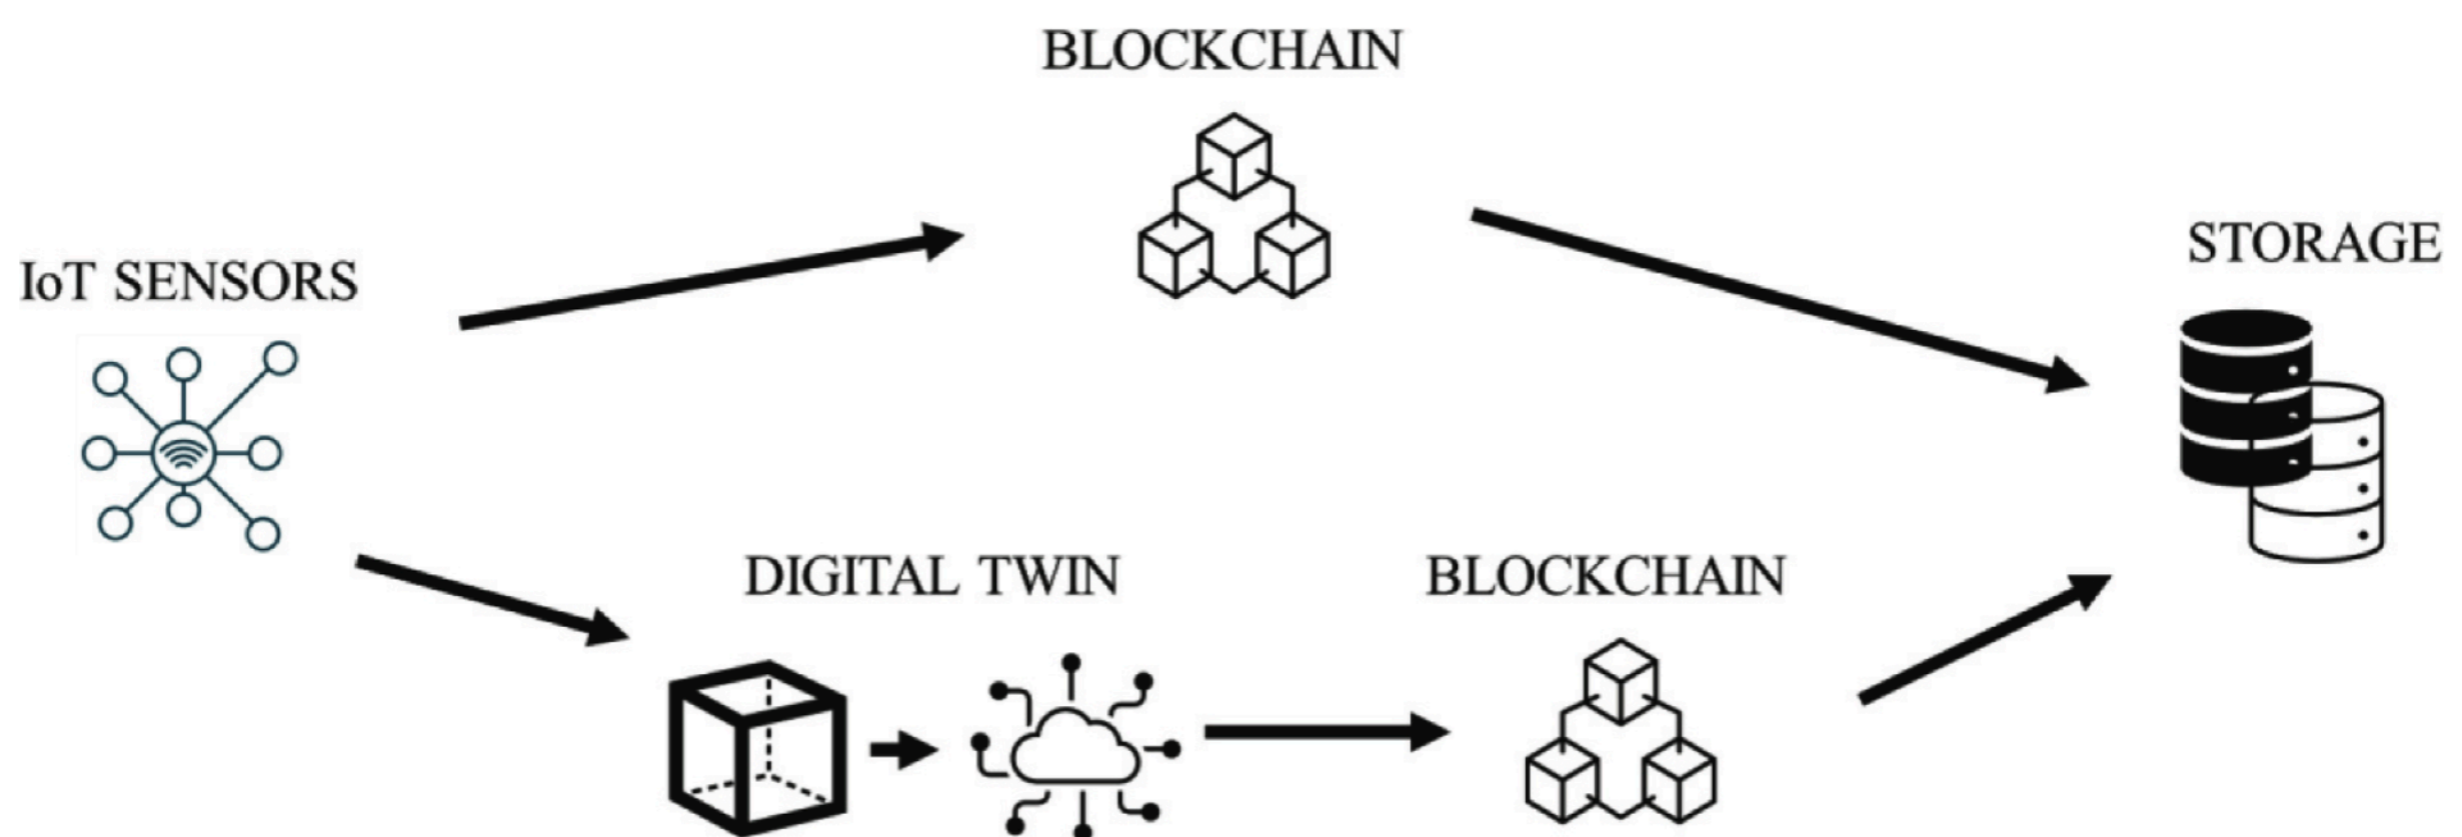 BLOCKCHAIN
STORAGE
IoT SENSORS
DIGITAL TWIN
BLOCKCHAIN